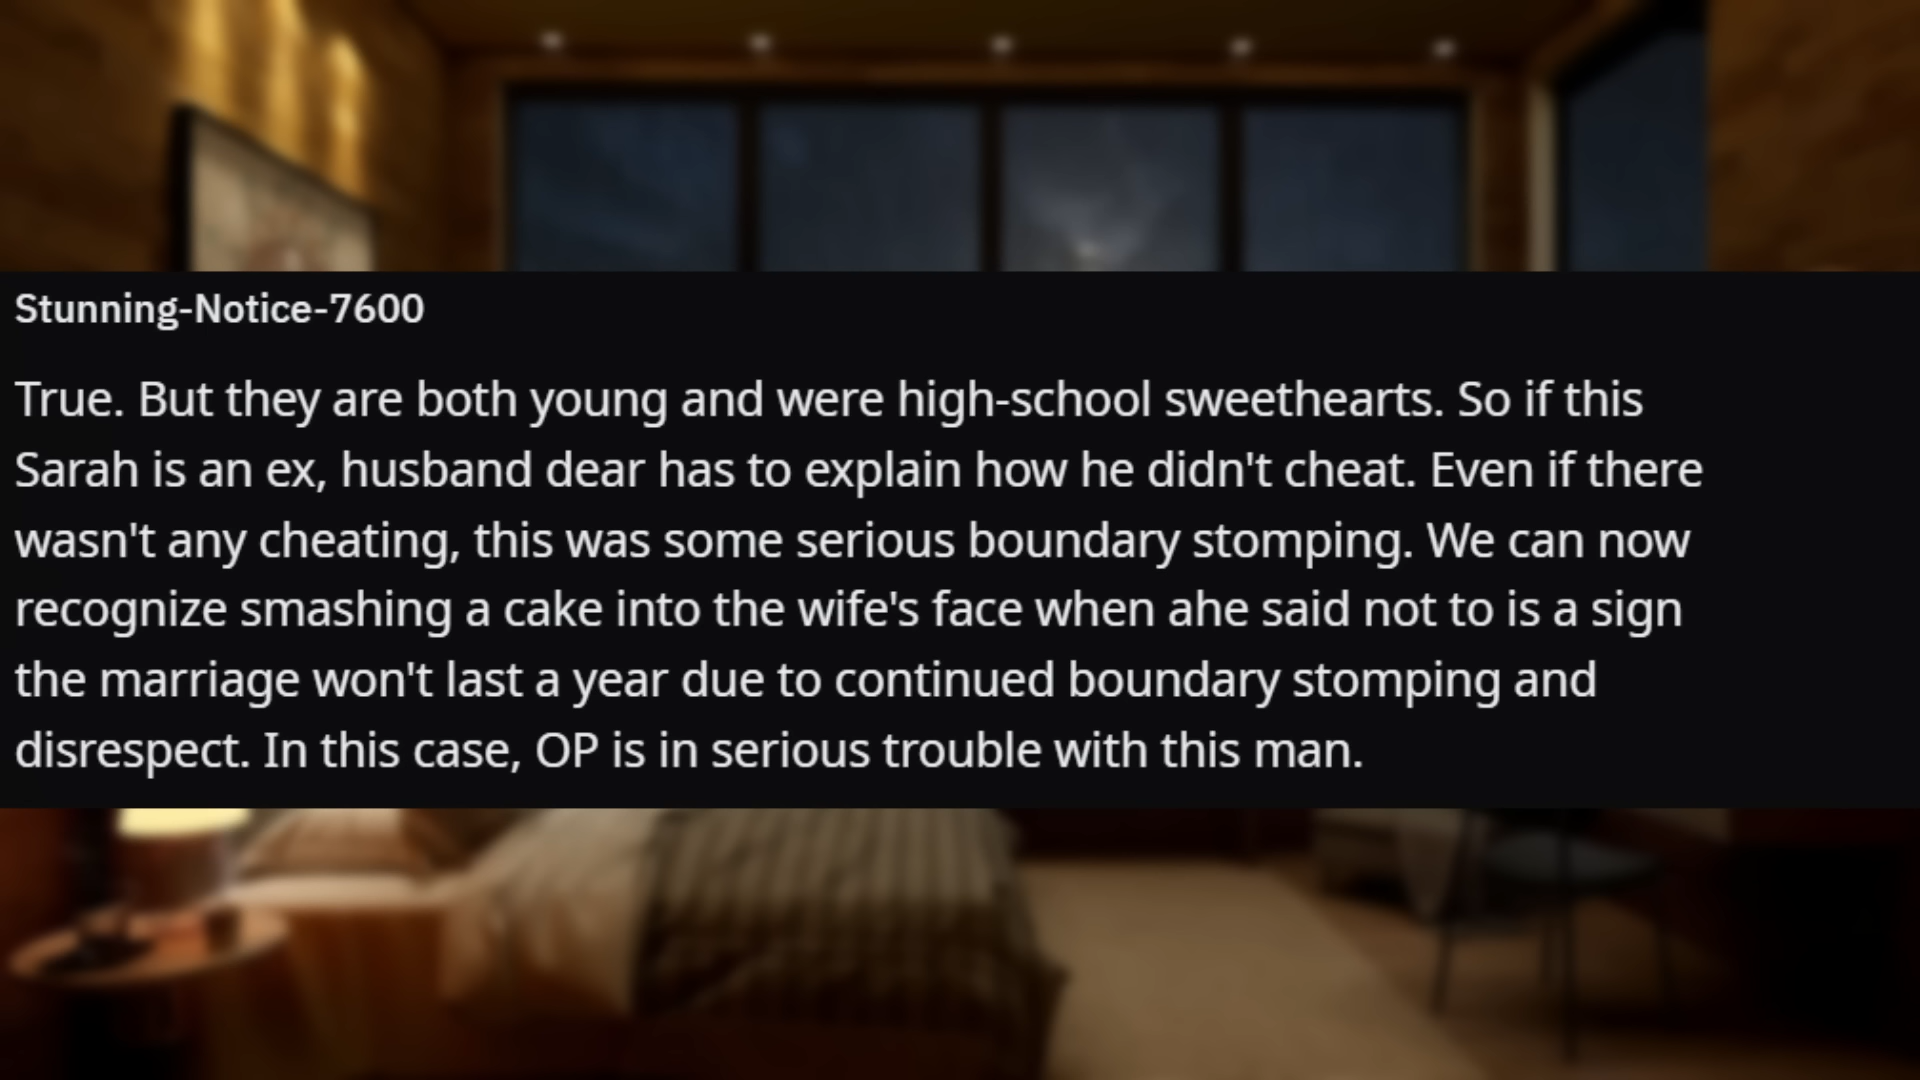 Stunning-Notice-7600
True. But they are both young and were high-school sweethearts. So if this
Sarah is an ex, husband dear has to explain how he didn't cheat. Even if there
wasn't any cheating, this was some serious boundary stomping. We can now
recognize smashing a cake into the wife's face when ahe said not to is a sign
the marriage won't last a year due to continued boundary stomping and
disrespect. In this case, OP is in serious trouble with this man.